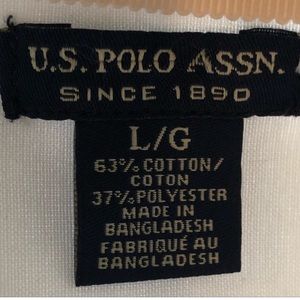 U.S. POLO ASSN.
SINCE 1890
L/G
63% COTTON/
COTON
37% POLYESTER
MADE IN
BANGLADESH
FABRIQUÉ AU
BANGLADESH